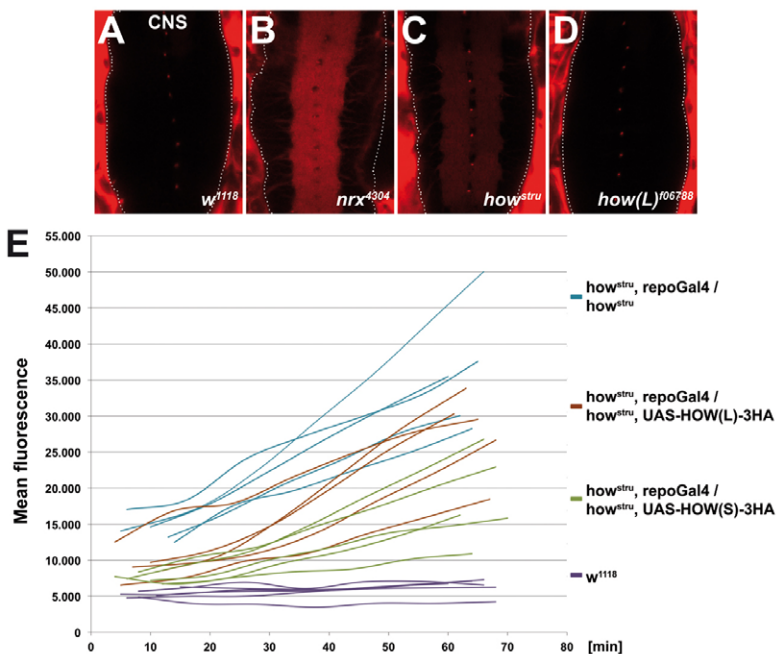 A CNS w1118
B nrx4304
C howstru
D how(L)f06788
E
Mean fluorescence
55.000
50.000
45.000
40.000
35.000
30.000
25.000
20.000
15.000
10.000
5.000
0
0 10 20 30 40 50 60 70 80
[min]
howstru, repoGal4 /
howstru
howstru, repoGal4 /
howstru, UAS-HOW(L)-3HA
howstru, repoGal4 /
howstru, UAS-HOW(S)-3HA
w1118